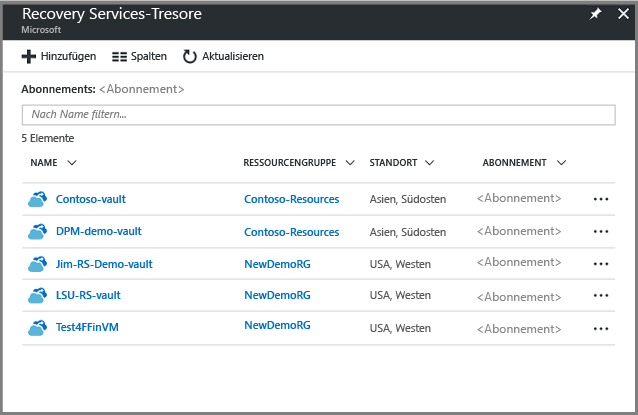 Recovery Services-Tresore
Microsoft
Hinzufügen Spalten Aktualisieren
Abonnements: <Abonnement>
Nach Name filtern...
5 Elemente
NAME RESSOURCENGRUPPE STANDORT ABONNEMENT
Contoso-vault Contoso-Resources Asien, Südosten <Abonnement>
DPM-demo-vault Contoso-Resources Asien, Südosten <Abonnement>
Jim-RS-Demo-vault NewDemoRG USA, Westen <Abonnement>
LSU-RS-vault NewDemoRG USA, Westen <Abonnement>
Test4FFinVM NewDemoRG USA, Westen <Abonnement>